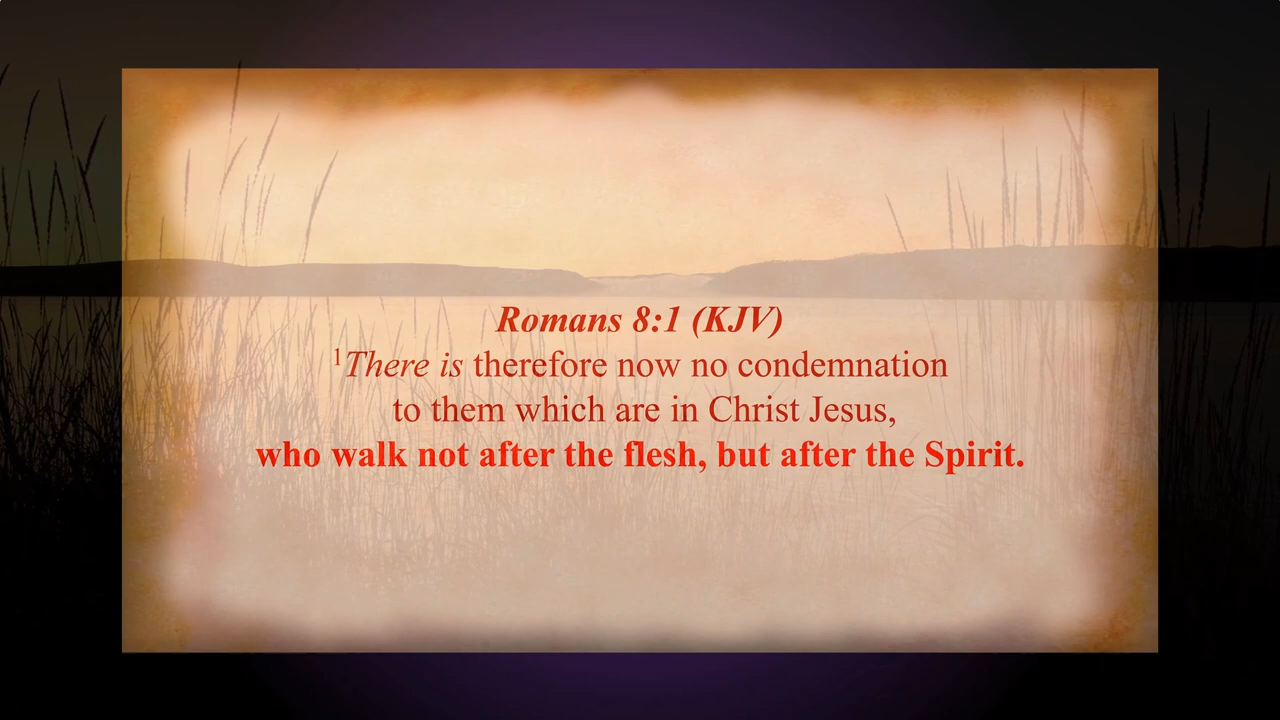 Romans 8:1 (KJV)
¹There is therefore now no condemnation
to them which are in Christ Jesus,
who walk not after the flesh, but after the Spirit.